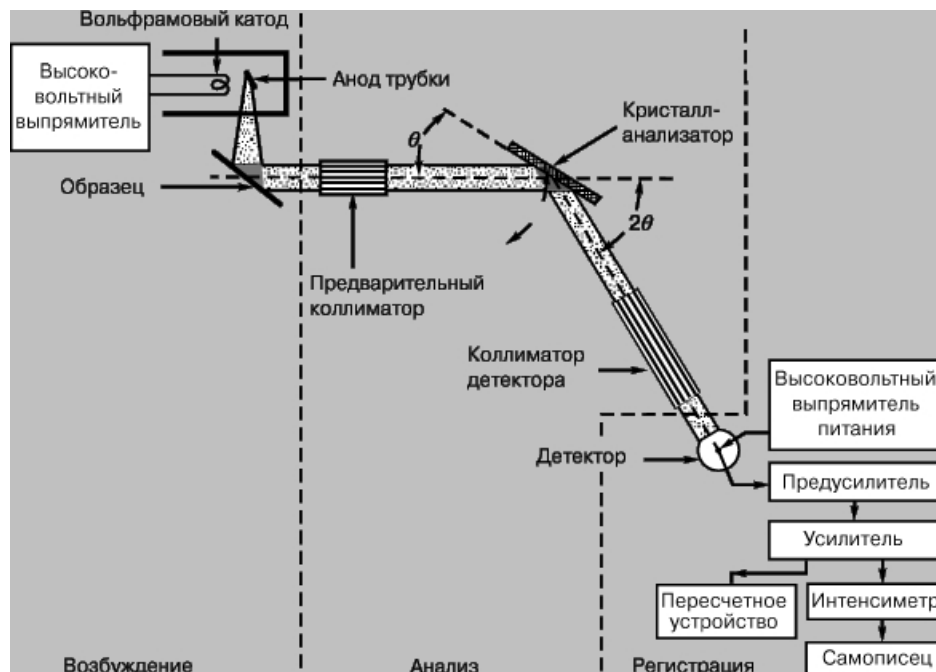 Вольфрамовый катод
Высоко-
вольтный
выпрямитель
Анод трубки
Кристалл-
анализатор
θ
Образец
2θ
Предварительный
коллиматор
Коллиматор
детектора
Высоковольтный
выпрямитель
питания
Детектор
Предусилитель
Усилитель
Пересчетное
устройство
Интенсиметр
Самописец
Возбуждение
Анализ
Регистрация